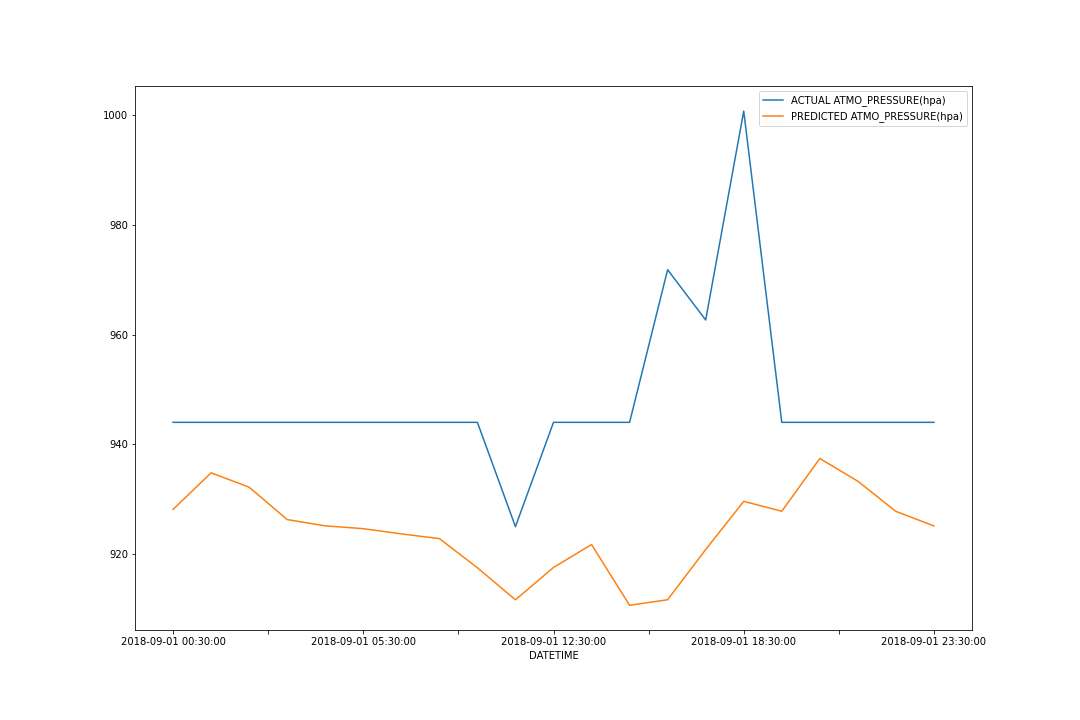 ACTUAL ATMO_PRESSURE(hpa)
PREDICTED ATMO_PRESSURE(hpa)
1000
980
960
940
920
2018-09-01 00:30:00 2018-09-01 05:30:00 2018-09-01 12:30:00 2018-09-01 18:30:00 2018-09-01 23:30:00
DATETIME